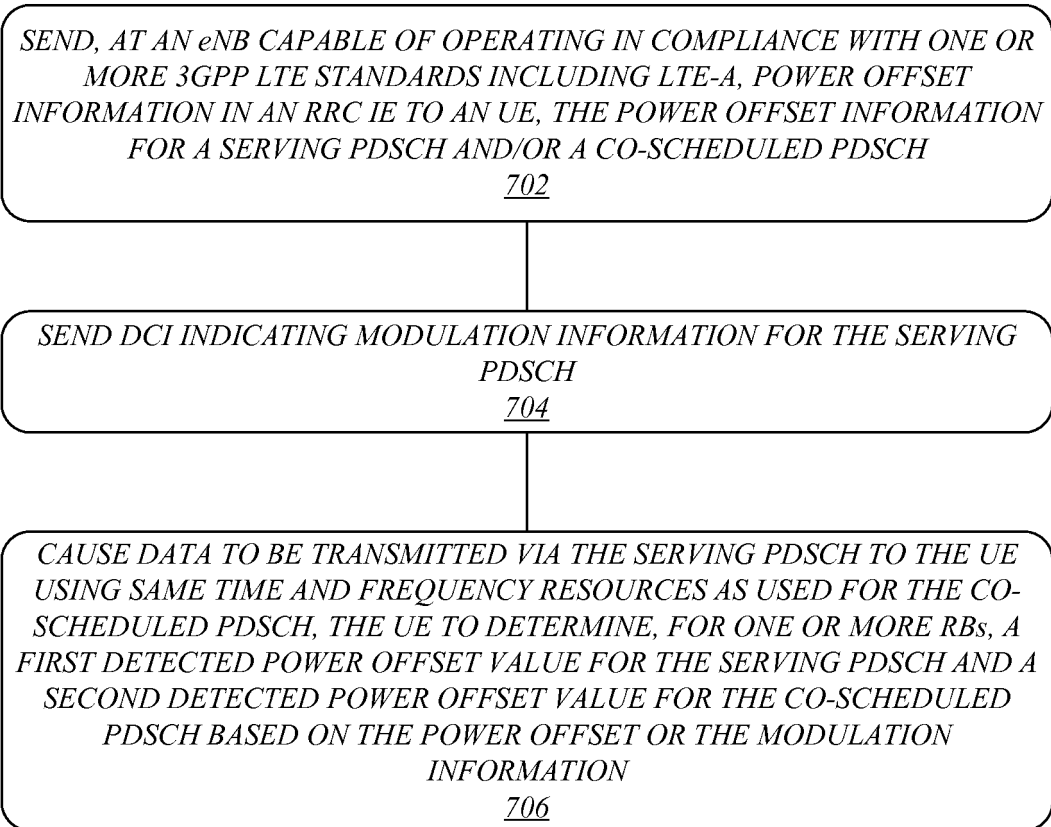 SEND, AT AN eNB CAPABLE OF OPERATING IN COMPLIANCE WITH ONE OR
MORE 3GPP LTE STANDARDS INCLUDING LTE-A, POWER OFFSET
INFORMATION IN AN RRC IE TO AN UE, THE POWER OFFSET INFORMATION
FOR A SERVING PDSCH AND/OR A CO-SCHEDULED PDSCH
702
SEND DCI INDICATING MODULATION INFORMATION FOR THE SERVING
PDSCH
704
CAUSE DATA TO BE TRANSMITTED VIA THE SERVING PDSCH TO THE UE
USING SAME TIME AND FREQUENCY RESOURCES AS USED FOR THE CO-
SCHEDULED PDSCH, THE UE TO DETERMINE, FOR ONE OR MORE RBs, A
FIRST DETECTED POWER OFFSET VALUE FOR THE SERVING PDSCH AND A
SECOND DETECTED POWER OFFSET VALUE FOR THE CO-SCHEDULED
PDSCH BASED ON THE POWER OFFSET OR THE MODULATION
INFORMATION
706